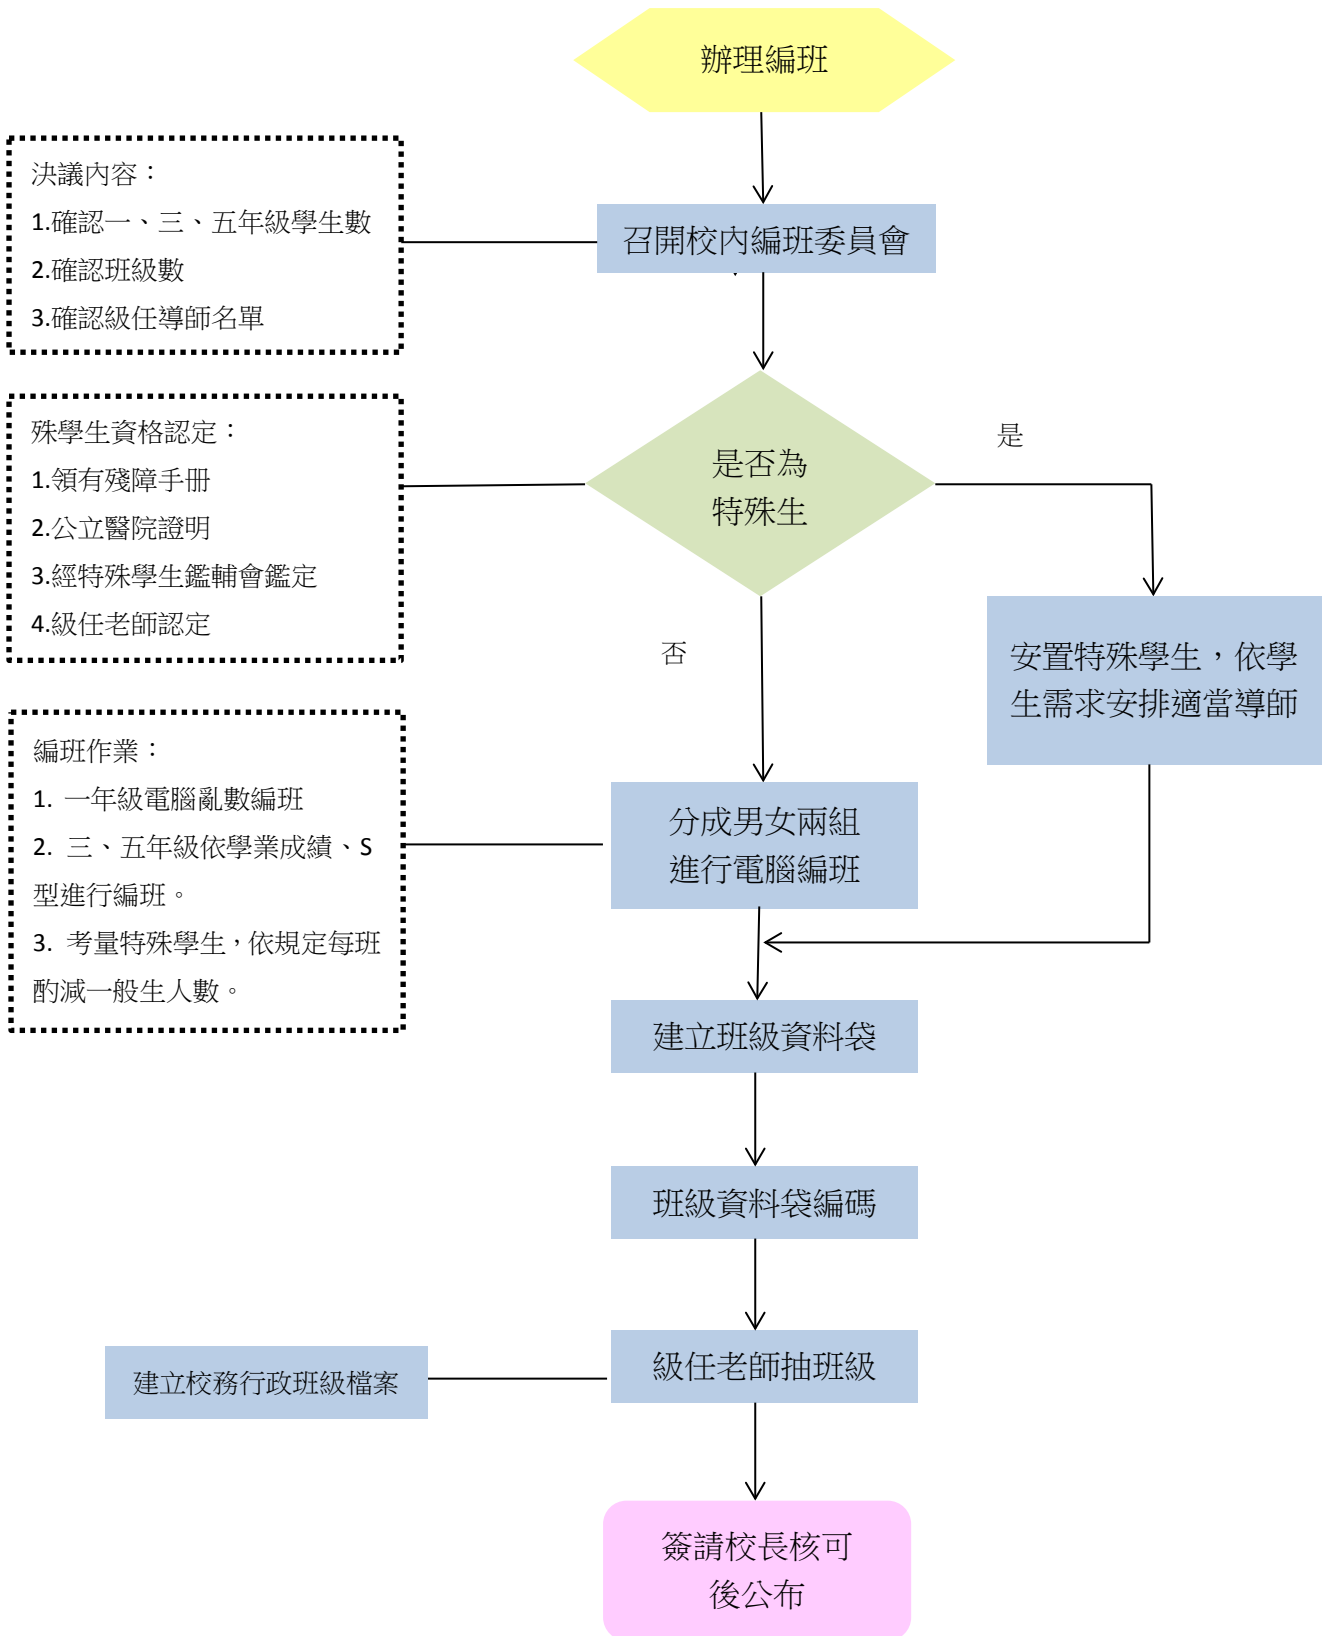 辦理編班
決議內容：
1.確認一、三、五年級學生數
2.確認班級數
3.確認級任導師名單
召開校內編班委員會
殊學生資格認定：
1.領有殘障手册
2.公立醫院證明
3.經特殊學生鑑輔會鑑定
4.級任老師認定
是否為
特殊生
是
否
安置特殊學生，依學
生需求安排適當導師
編班作業：
1. 一年級電腦亂數編班
2. 三、五年級依學業成績、S
型進行編班。
3. 考量特殊學生，依規定每班
酌減一般生人數。
分成男女兩組
進行電腦編班
建立班級資料袋
班級資料袋編碼
級任老師抽班級
建立校務行政班級檔案
簽請校長核可
後公布